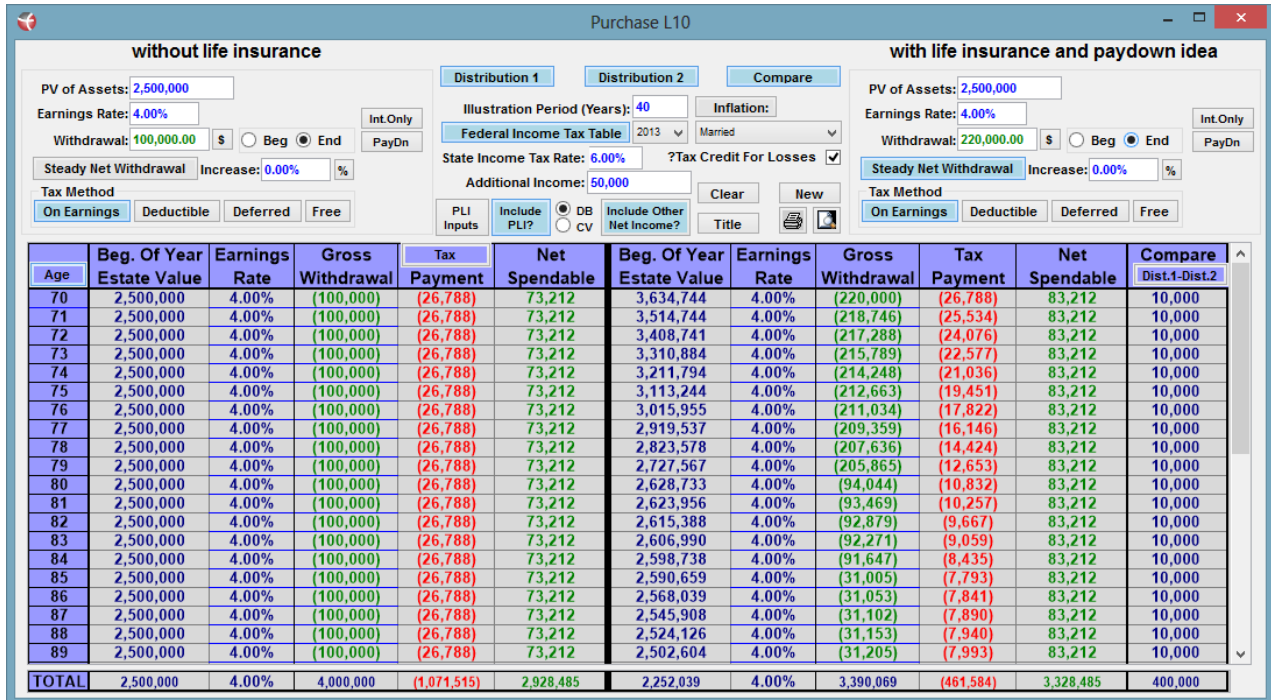 Purchase L10
without life insurance
with life insurance and paydown idea
PV of Assets: 2,500,000
Earnings Rate: 4.00%
Int.Only
Withdrawal: 100,000.00 $ Beg End PayDn
Steady Net Withdrawal Increase: 0.00% %
Tax Method
On Earnings Deductible Deferred Free
Distribution 1 Distribution 2 Compare
Illustration Period (Years): 40 Inflation:
Federal Income Tax Table 2013 Married
State Income Tax Rate: 6.00% ?Tax Credit For Losses
Additional Income: 50,000
Clear New
PLI Inputs Include PLI? DB CV Include Other Net Income? Title
PV of Assets: 2,500,000
Earnings Rate: 4.00%
Int.Only
Withdrawal: 220,000.00 $ Beg End PayDn
Steady Net Withdrawal Increase: 0.00% %
Tax Method
On Earnings Deductible Deferred Free
Beg. Of Year Earnings Gross Tax Net Beg. Of Year Earnings Gross Tax Net Compare
Age Estate Value Rate Withdrawal Payment Spendable Estate Value Rate Withdrawal Payment Spendable Dist.1-Dist.2
70 2,500,000 4.00% (100,000) (26,788) 73,212 3,634,744 4.00% (220,000) (26,788) 83,212 10,000
71 2,500,000 4.00% (100,000) (26,788) 73,212 3,514,744 4.00% (218,746) (25,534) 83,212 10,000
72 2,500,000 4.00% (100,000) (26,788) 73,212 3,408,741 4.00% (217,288) (24,076) 83,212 10,000
73 2,500,000 4.00% (100,000) (26,788) 73,212 3,310,884 4.00% (215,789) (22,577) 83,212 10,000
74 2,500,000 4.00% (100,000) (26,788) 73,212 3,211,794 4.00% (214,248) (21,036) 83,212 10,000
75 2,500,000 4.00% (100,000) (26,788) 73,212 3,113,244 4.00% (212,663) (19,451) 83,212 10,000
76 2,500,000 4.00% (100,000) (26,788) 73,212 3,015,955 4.00% (211,034) (17,822) 83,212 10,000
77 2,500,000 4.00% (100,000) (26,788) 73,212 2,919,537 4.00% (209,359) (16,146) 83,212 10,000
78 2,500,000 4.00% (100,000) (26,788) 73,212 2,823,578 4.00% (207,636) (14,424) 83,212 10,000
79 2,500,000 4.00% (100,000) (26,788) 73,212 2,727,567 4.00% (205,865) (12,653) 83,212 10,000
80 2,500,000 4.00% (100,000) (26,788) 73,212 2,628,733 4.00% (94,044) (10,832) 83,212 10,000
81 2,500,000 4.00% (100,000) (26,788) 73,212 2,623,956 4.00% (93,469) (10,257) 83,212 10,000
82 2,500,000 4.00% (100,000) (26,788) 73,212 2,615,388 4.00% (92,879) (9,667) 83,212 10,000
83 2,500,000 4.00% (100,000) (26,788) 73,212 2,606,990 4.00% (92,271) (9,059) 83,212 10,000
84 2,500,000 4.00% (100,000) (26,788) 73,212 2,598,738 4.00% (91,647) (8,435) 83,212 10,000
85 2,500,000 4.00% (100,000) (26,788) 73,212 2,590,659 4.00% (31,005) (7,793) 83,212 10,000
86 2,500,000 4.00% (100,000) (26,788) 73,212 2,568,039 4.00% (31,053) (7,841) 83,212 10,000
87 2,500,000 4.00% (100,000) (26,788) 73,212 2,545,908 4.00% (31,102) (7,890) 83,212 10,000
88 2,500,000 4.00% (100,000) (26,788) 73,212 2,524,126 4.00% (31,153) (7,940) 83,212 10,000
89 2,500,000 4.00% (100,000) (26,788) 73,212 2,502,604 4.00% (31,205) (7,993) 83,212 10,000
TOTAL 2,500,000 4.00% 4,000,000 (1,071,515) 2,928,485 2,252,039 4.00% 3,390,069 (461,584) 3,328,485 400,000